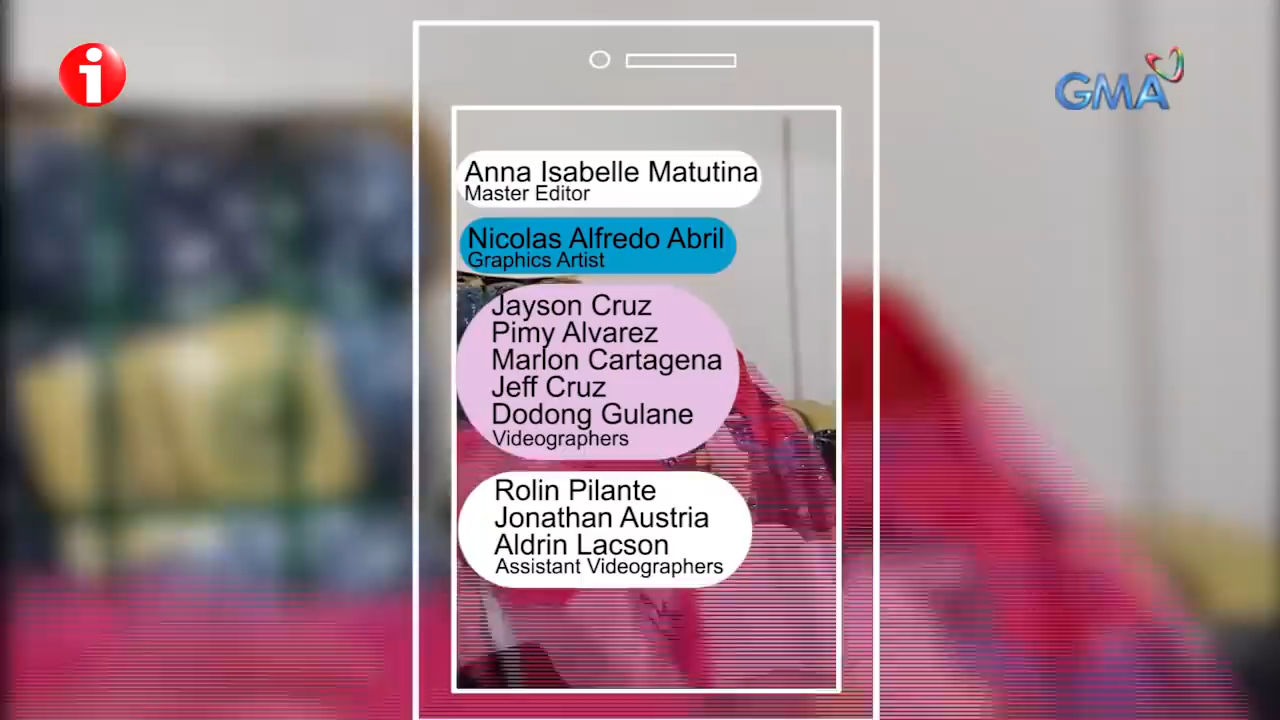 i
GMA
Anna Isabelle Matutina
Master Editor
Nicolas Alfredo Abril
Graphics Artist
Jayson Cruz
Pimy Alvarez
Marlon Cartagena
Jeff Cruz
Dodong Gulane
Videographers
Rolin Pilante
Jonathan Austria
Aldrin Lacson
Assistant Videographers